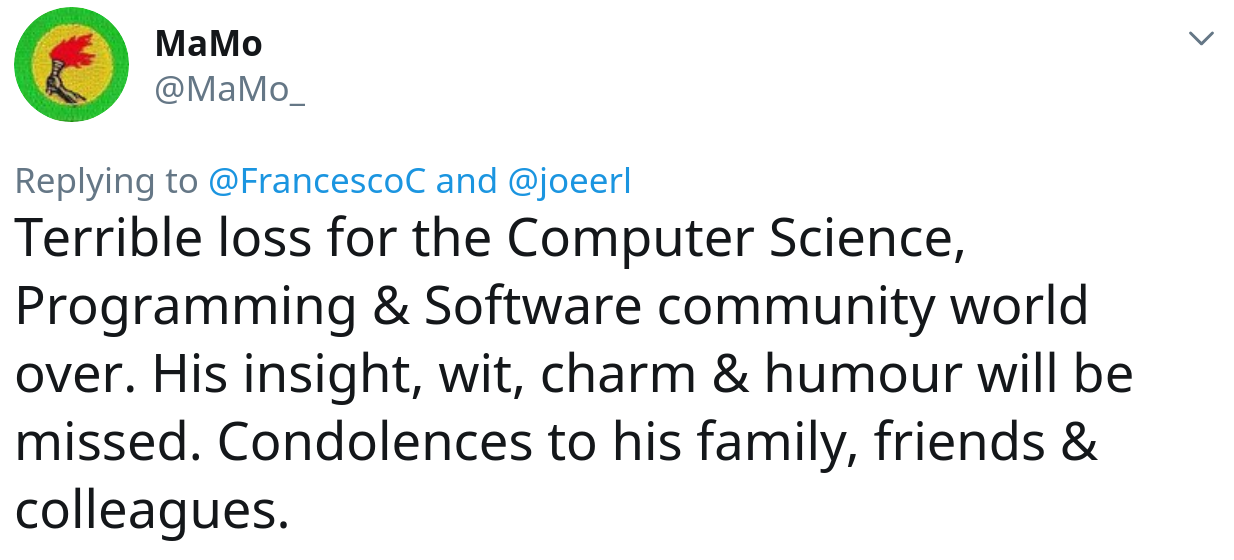 MaMo
@MaMo_
Replying to @FrancescoC and @joeerl
Terrible loss for the Computer Science,
Programming & Software community world
over. His insight, wit, charm & humour will be
missed. Condolences to his family, friends &
colleagues.